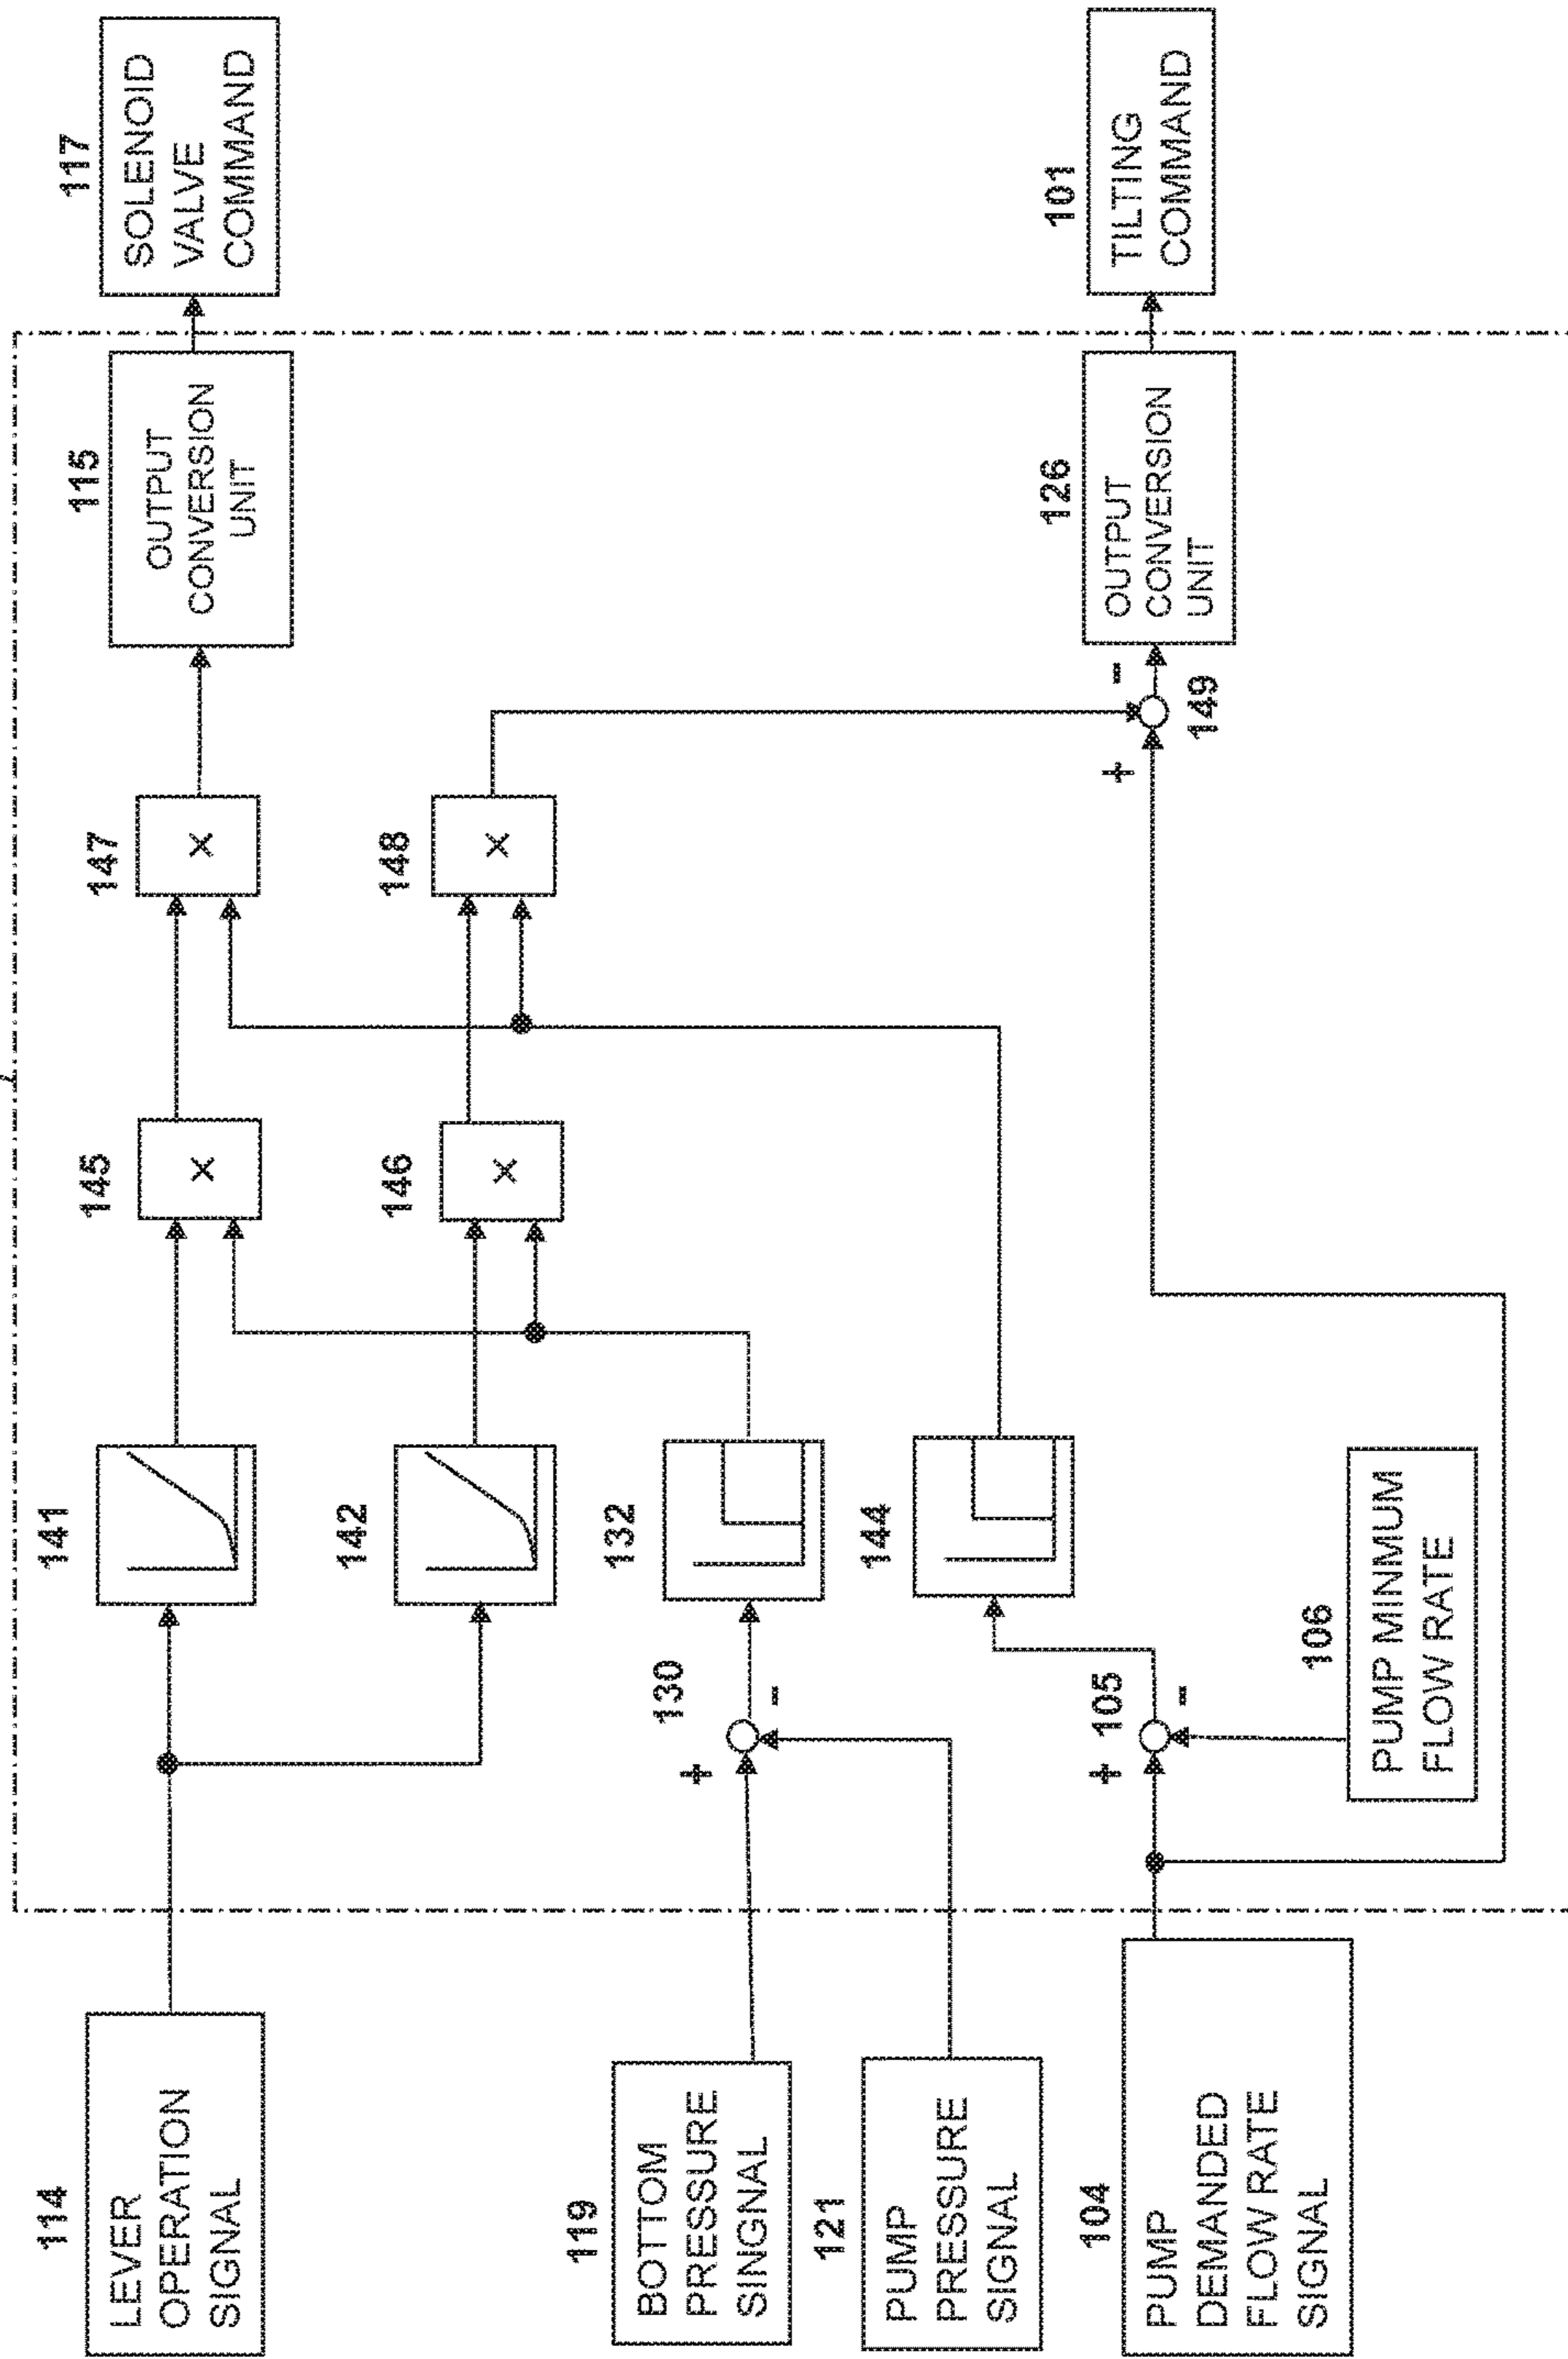 114
LEVER
OPERATION
SIGNAL
119
BOTTOM
PRESSURE
SINGNAL
121
PUMP
PRESSURE
SIGNAL
104
PUMP
DEMANDED
FLOW RATE
SIGNAL
141
142
130
+
-
132
105
+
-
144
106
PUMP MINMUM
FLOW RATE
145
×
146
×
147
×
148
×
+
-
149
115
OUTPUT
CONVERSION
UNIT
126
OUTPUT
CONVERSION
UNIT
117
SOLENOID
VALVE
COMMAND
101
TILTING
COMMAND